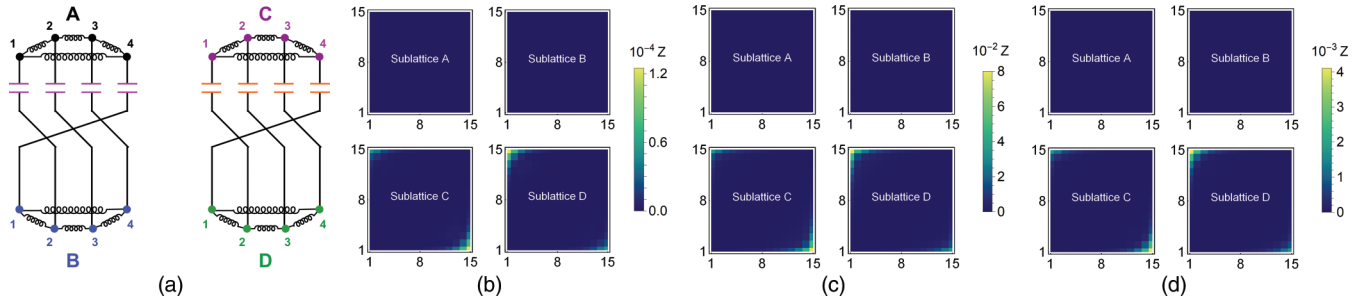 A
2 3
1 4
1 4
2 3
B
(a)
C
2 3
1 4
1 4
2 3
D
15
8
1
1 8 15
Sublattice A
15
8
1
1 8 15
Sublattice B
15
8
1
1 8 15
Sublattice C
15
8
1
1 8 15
Sublattice D
10⁻⁴ Z
1.2
0.6
0.0
(b)
15
8
1
1 8 15
Sublattice A
15
8
1
1 8 15
Sublattice B
15
8
1
1 8 15
Sublattice C
15
8
1
1 8 15
Sublattice D
10⁻² Z
8
6
4
2
0
(c)
15
8
1
1 8 15
Sublattice A
15
8
1
1 8 15
Sublattice B
15
8
1
1 8 15
Sublattice C
15
8
1
1 8 15
Sublattice D
10⁻³ Z
4
3
2
1
0
(d)